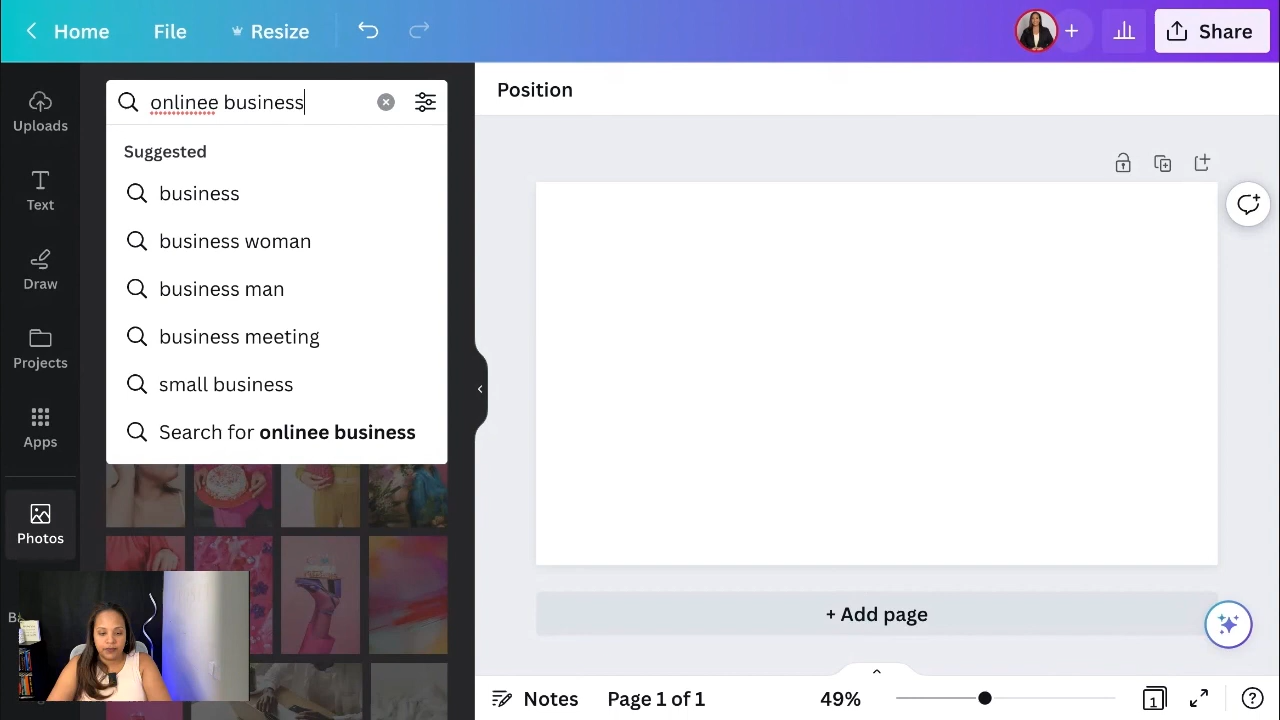 Home
File
Resize
Share
Uploads
Text
Draw
Projects
Apps
Photos
onlinee business
Suggested
business
business woman
business man
business meeting
small business
Search for onlinee business
Position
+ Add page
Notes
Page 1 of 1
49%
1